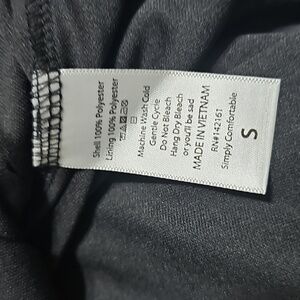 Shell 100% Polyester
Lining 100% Polyester
Machine Wash Cold
Gentle Cycle
Do Not Bleach
Hang Dry Bleach
or you'll be sad
MADE IN VIETNAM
RN#142161
Simply Comfortable
S